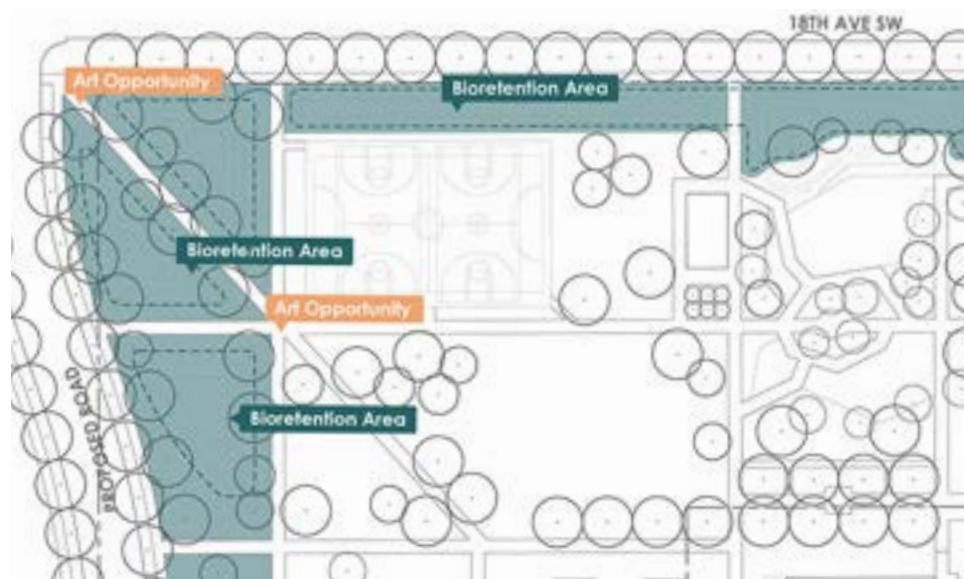 18TH AVE SW
Art Opportunity
Bioretention Area
Bioretention Area
Art Opportunity
PROPOSED ROAD
Bioretention Area